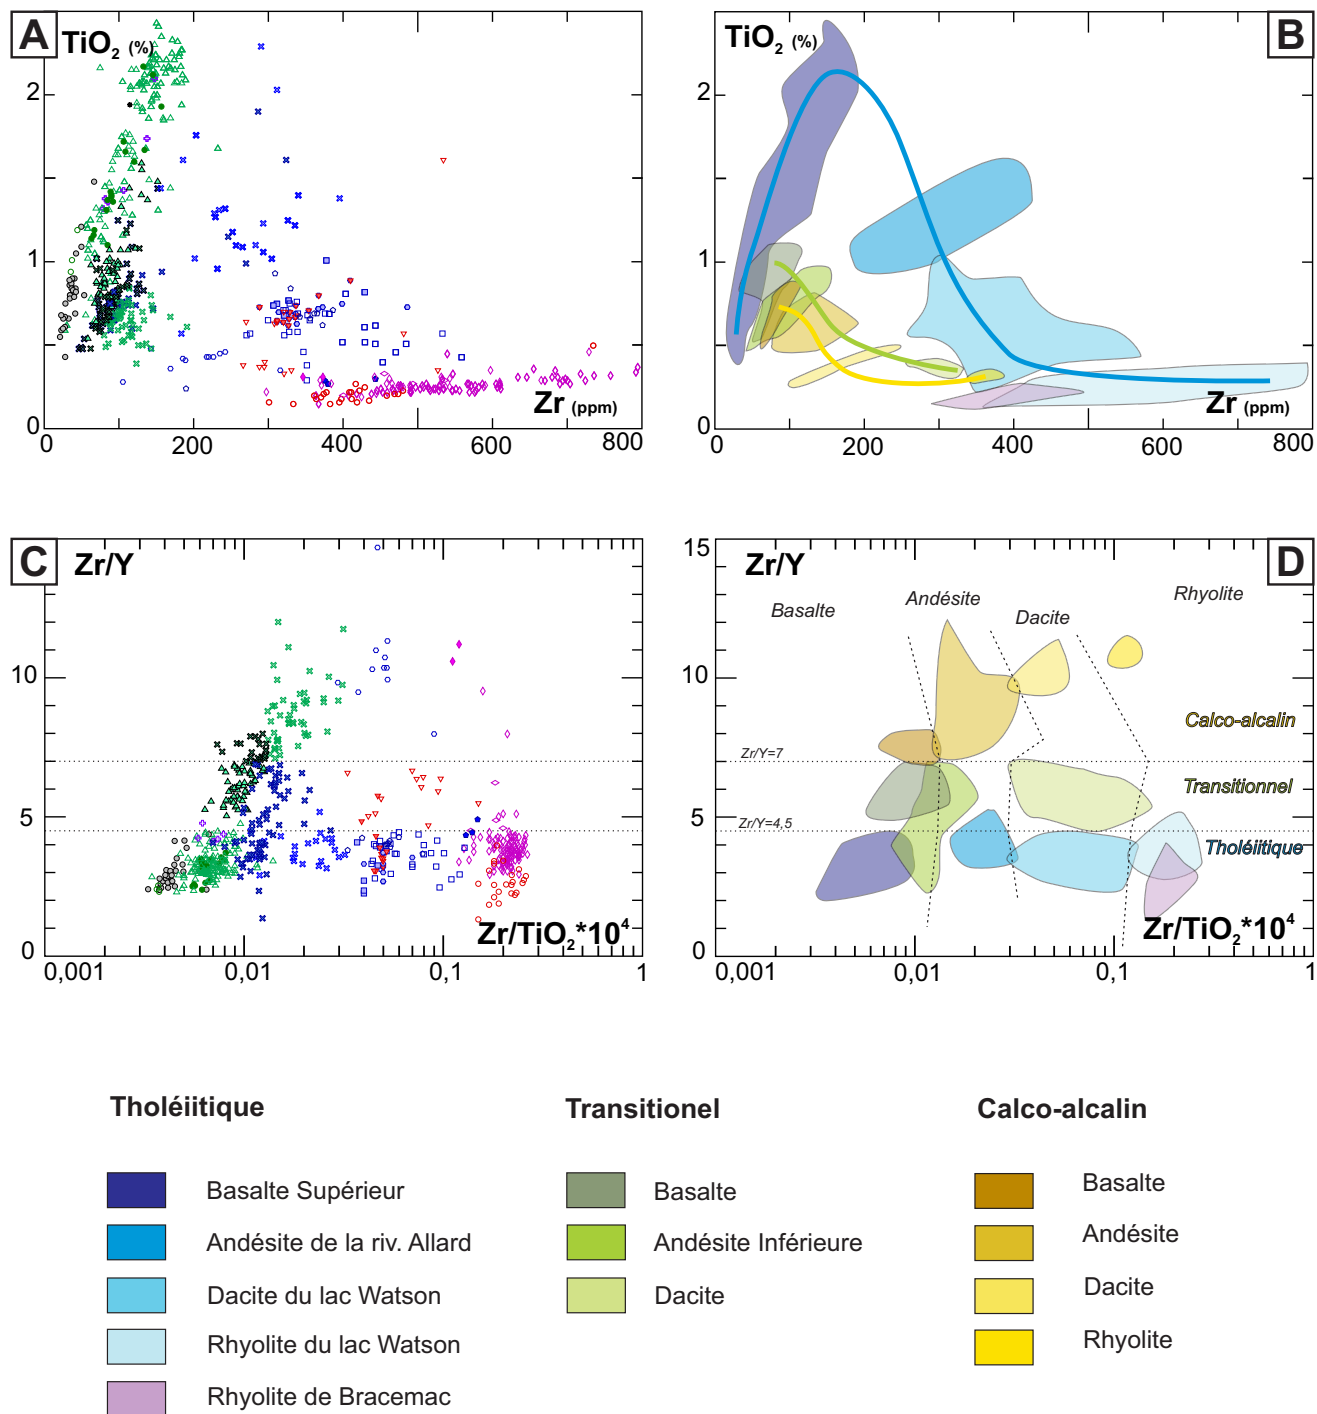 A
TiO2 (%)
2
1
0
Zr (ppm)
0 200 400 600 800
B
TiO2 (%)
2
1
0
Zr (ppm)
0 200 400 600 800
C
Zr/Y
10
5
0
Zr/TiO2*10^4
0,001 0,01 0,1 1
D
15
Zr/Y
Basalte
Andésite
Dacite
Rhyolite
10
Calco-alcalin
Zr/Y=7
Transitionnel
5
Zr/Y=4,5
Tholéiitique
0
Zr/TiO2*10^4
0,001 0,01 0,1 1
Tholéiitique
Basalte Supérieur
Andésite de la riv. Allard
Dacite du lac Watson
Rhyolite du lac Watson
Rhyolite de Bracemac
Transitionel
Basalte
Andésite Inférieure
Dacite
Calco-alcalin
Basalte
Andésite
Dacite
Rhyolite